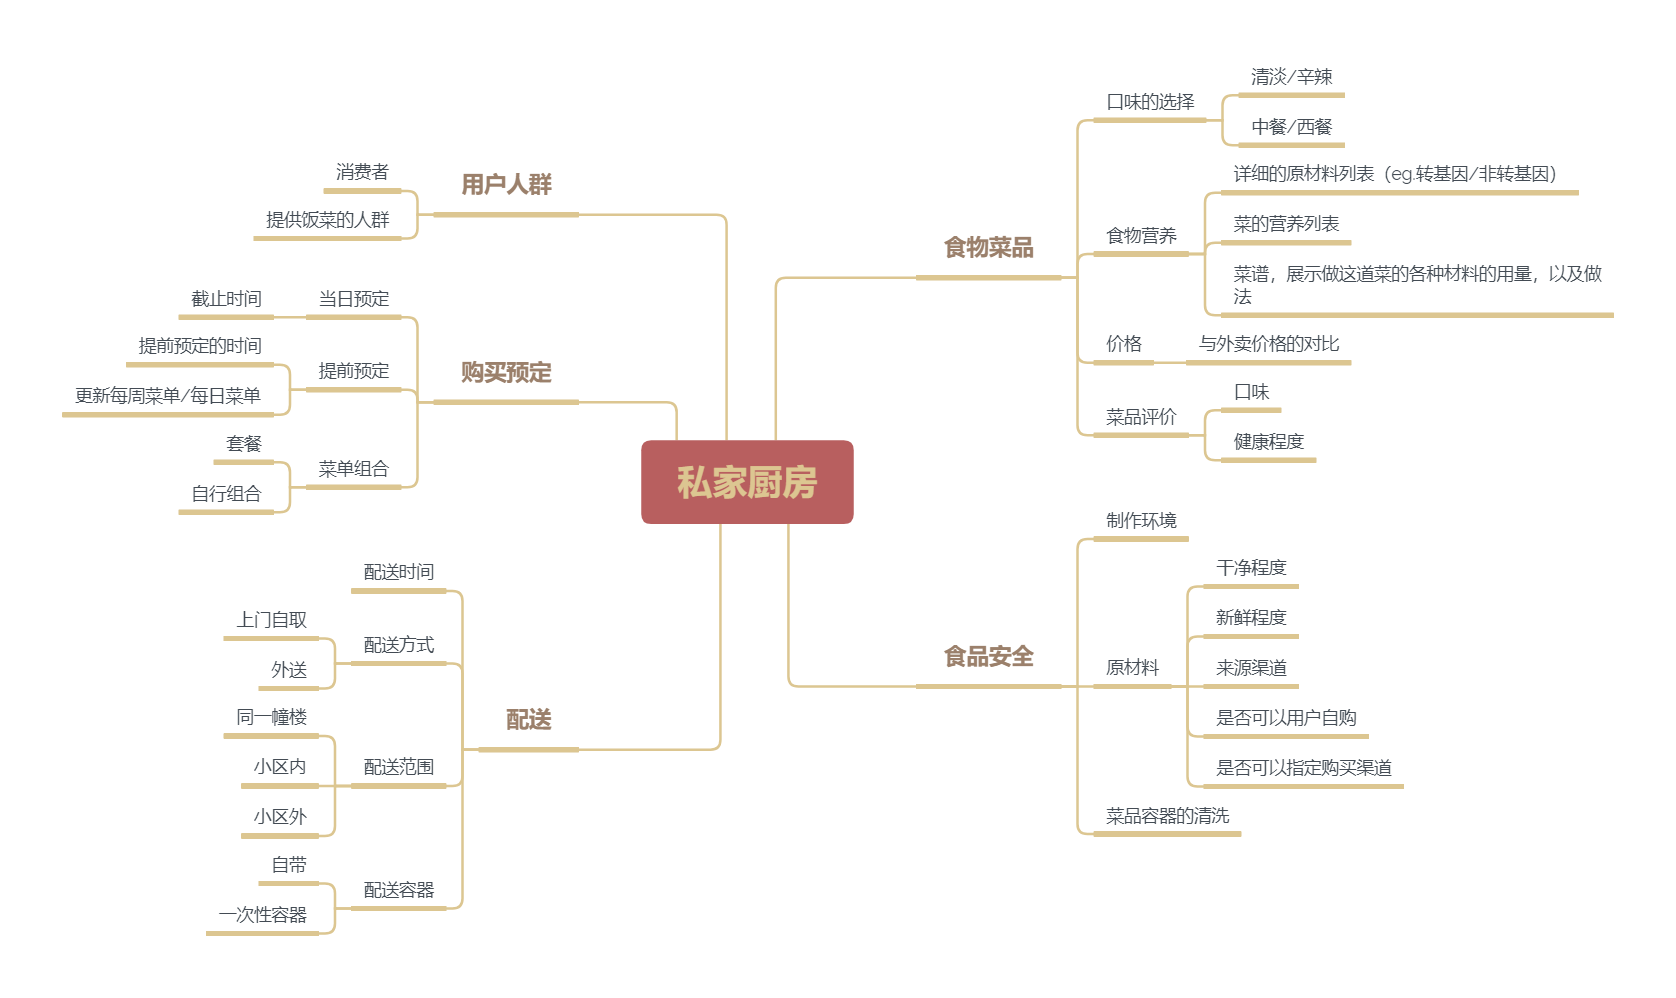 私家厨房
用户人群
消费者
提供饭菜的人群
购买预定
当日预定
截止时间
提前预定
提前预定的时间
更新每周菜单/每日菜单
菜单组合
套餐
自行组合
配送
配送时间
配送方式
上门自取
外送
配送范围
同一幢楼
小区内
小区外
配送容器
自带
一次性容器
食物菜品
口味的选择
清淡/辛辣
中餐/西餐
食物营养
详细的原材料列表（eg.转基因/非转基因）
菜的营养列表
菜谱，展示做这道菜的各种材料的用量，以及做
法
价格
与外卖价格的对比
菜品评价
口味
健康程度
食品安全
制作环境
原材料
干净程度
新鲜程度
来源渠道
是否可以用户自购
是否可以指定购买渠道
菜品容器的清洗